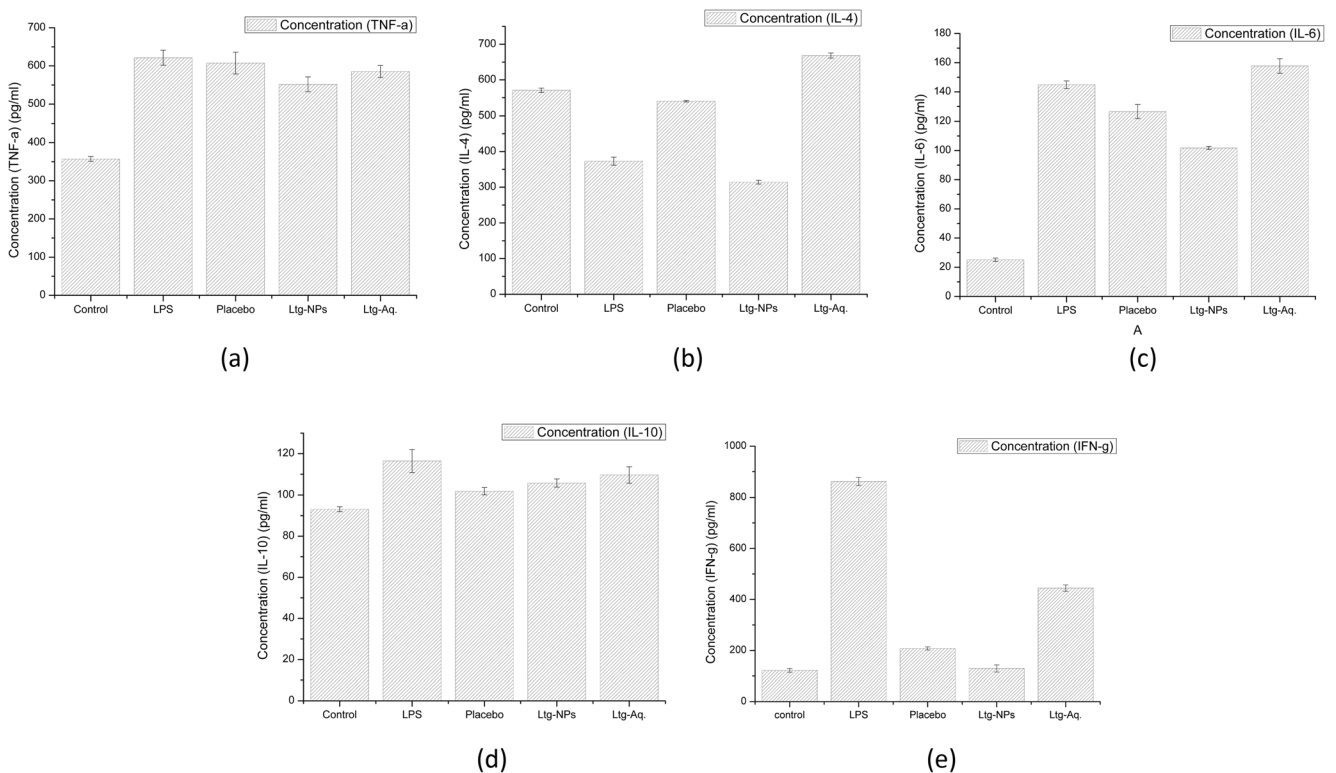 Concentration (TNF-a)
Concentration (TNF-a) (pg/ml)
700
600
500
400
300
200
100
0
Control LPS Placebo Ltg-NPs Ltg-Aq.
(a)
Concentration (IL-4)
Concentration (IL-4) (pg/ml)
700
600
500
400
300
200
100
0
Control LPS Placebo Ltg-NPs Ltg-Aq.
(b)
Concentration (IL-6)
Concentration (IL-6) (pg/ml)
180
160
140
120
100
80
60
40
20
0
Control LPS Placebo Ltg-NPs Ltg-Aq.
A
(c)
Concentration (IL-10)
Concentration (IL-10) (pg/ml)
120
100
80
60
40
20
0
Control LPS Placebo Ltg-NPs Ltg-Aq.
(d)
Concentration (IFN-g)
Concentration (IFN-g) (pg/ml)
1000
800
600
400
200
0
control LPS Placebo Ltg-NPs Ltg-Aq.
(e)